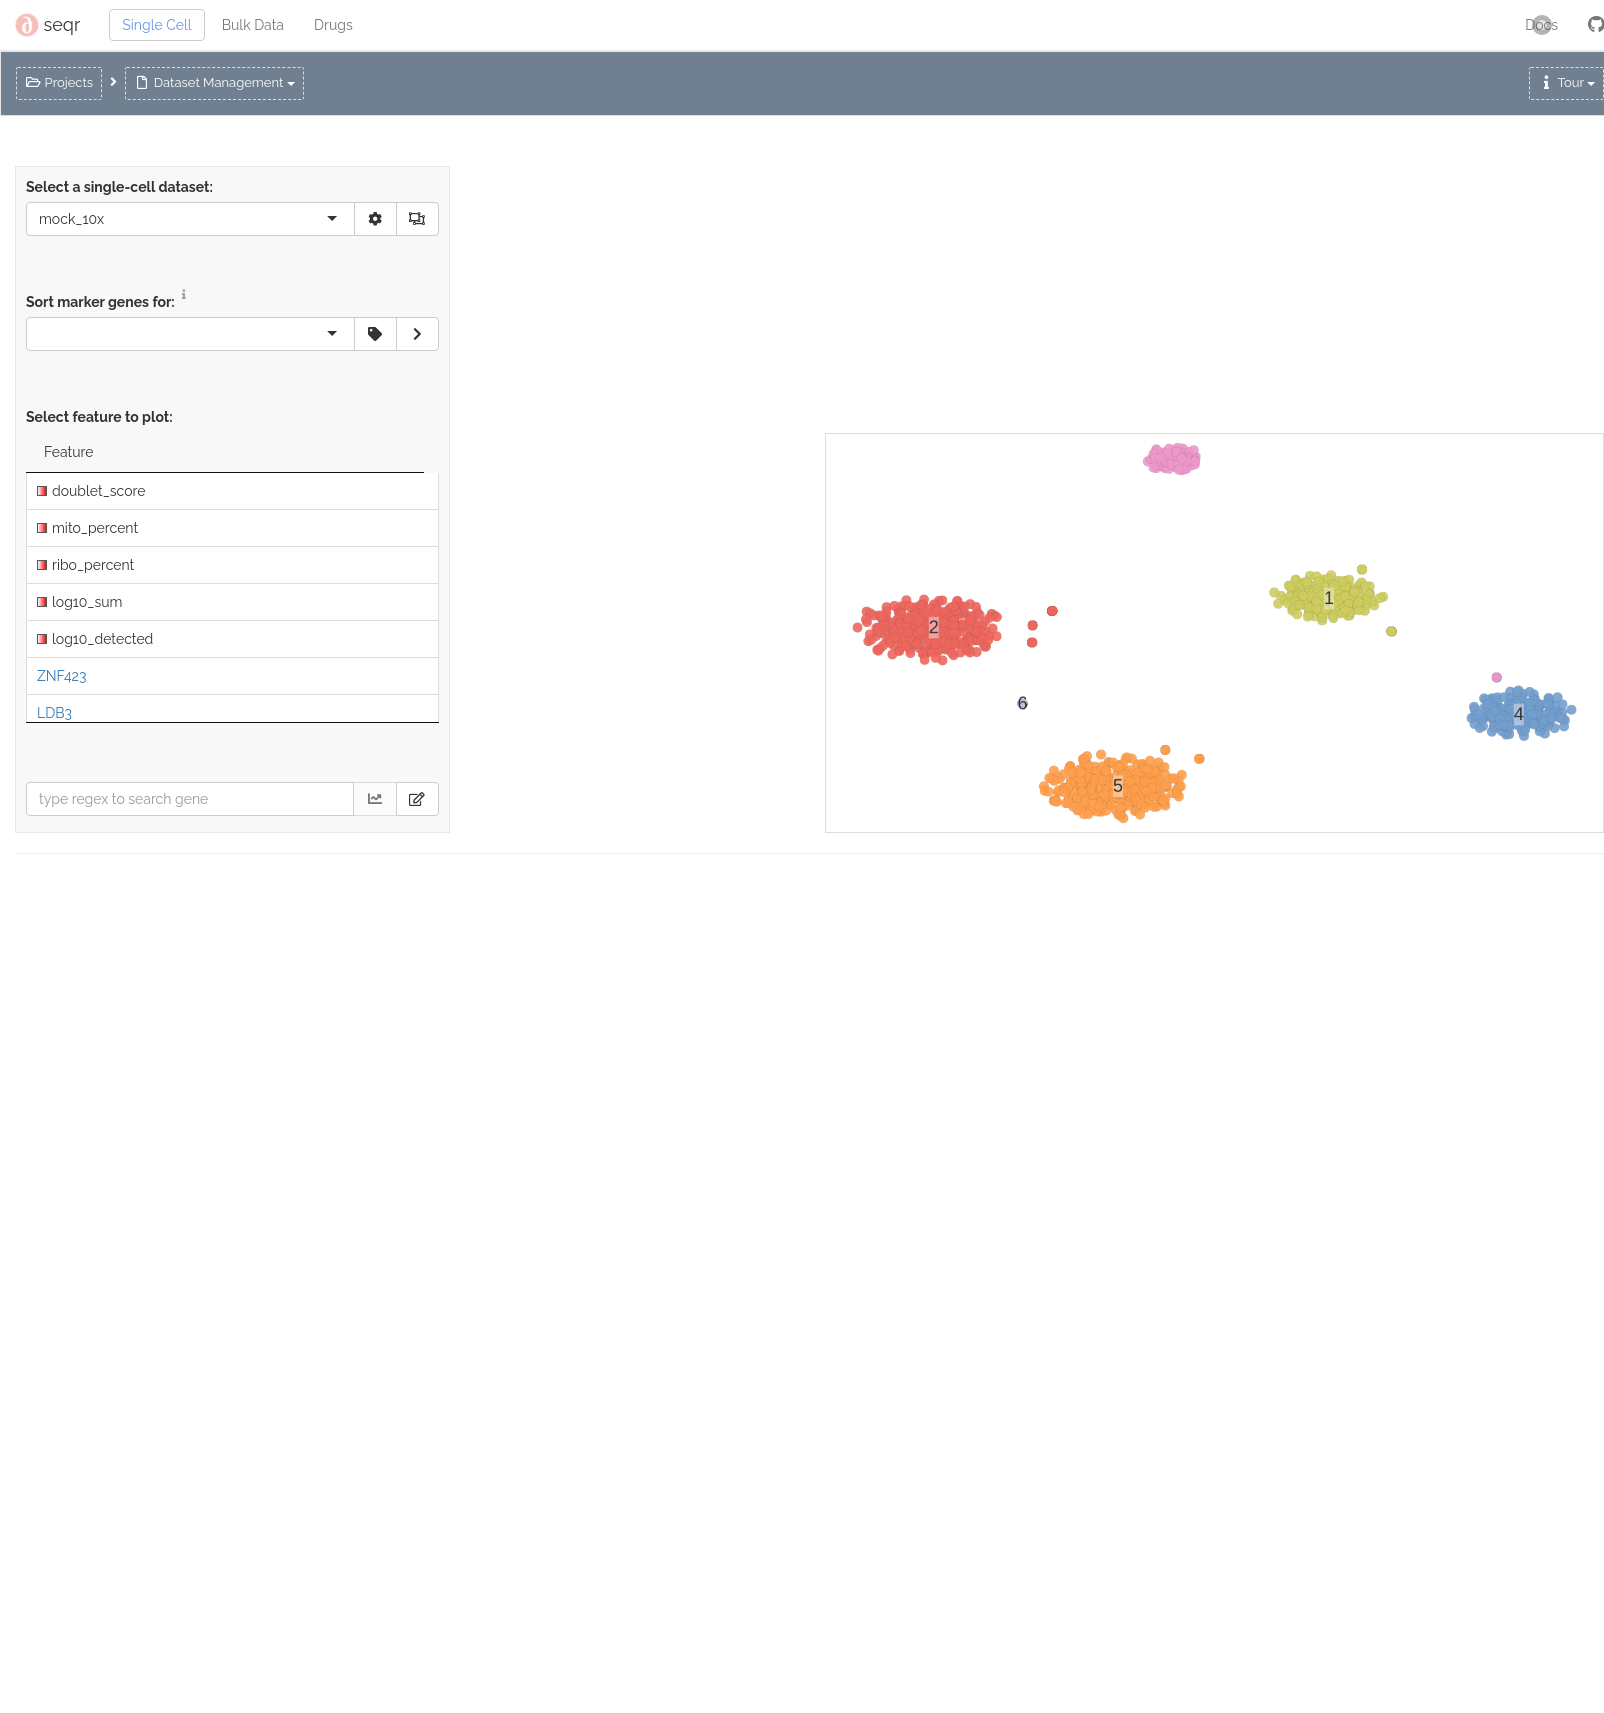 seqr Single Cell Bulk Data Drugs Docs
Projects Dataset Management Tour
Select a single-cell dataset:
mock_10x
Sort marker genes for:
Select feature to plot:
Feature
doublet_score
mito_percent
ribo_percent
log10_sum
log10_detected
ZNF423
LDB3
type regex to search gene
1
2
6
4
5